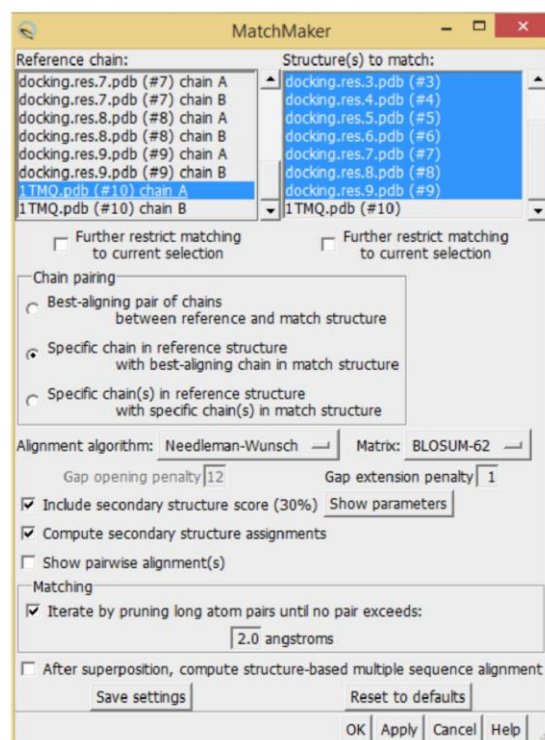 MatchMaker
Reference chain:
docking.res.7.pdb (#7) chain A
docking.res.7.pdb (#7) chain B
docking.res.8.pdb (#8) chain A
docking.res.8.pdb (#8) chain B
docking.res.9.pdb (#9) chain A
docking.res.9.pdb (#9) chain B
1TMQ.pdb (#10) chain A
1TMQ.pdb (#10) chain B
Further restrict matching
to current selection
Structure(s) to match:
docking.res.3.pdb (#3)
docking.res.4.pdb (#4)
docking.res.5.pdb (#5)
docking.res.6.pdb (#6)
docking.res.7.pdb (#7)
docking.res.8.pdb (#8)
docking.res.9.pdb (#9)
1TMQ.pdb (#10)
Further restrict matching
to current selection
Chain pairing
Best-aligning pair of chains
between reference and match structure
Specific chain in reference structure
with best-aligning chain in match structure
Specific chain(s) in reference structure
with specific chain(s) in match structure
Alignment algorithm: Needleman-Wunsch Matrix: BLOSUM-62
Gap opening penalty 12 Gap extension penalty 1
Include secondary structure score (30%) Show parameters
Compute secondary structure assignments
Show pairwise alignment(s)
Matching
Iterate by pruning long atom pairs until no pair exceeds:
2.0 angstroms
After superposition, compute structure-based multiple sequence alignment
Save settings Reset to defaults
OK Apply Cancel Help